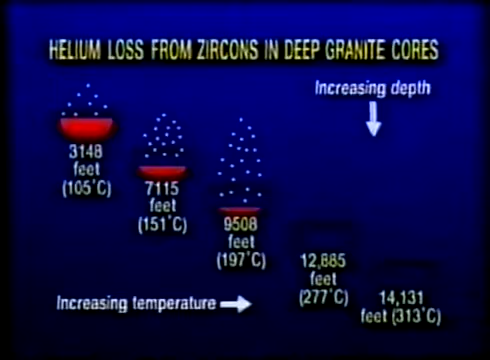 HELIUM LOSS FROM ZIRCONS IN DEEP GRANITE CORES
Increasing depth
3148
feet
(105°C)
7115
feet
(151°C)
9508
feet
(197°C)
12,885
feet
(277°C)
14,131
feet (313°C)
Increasing temperature